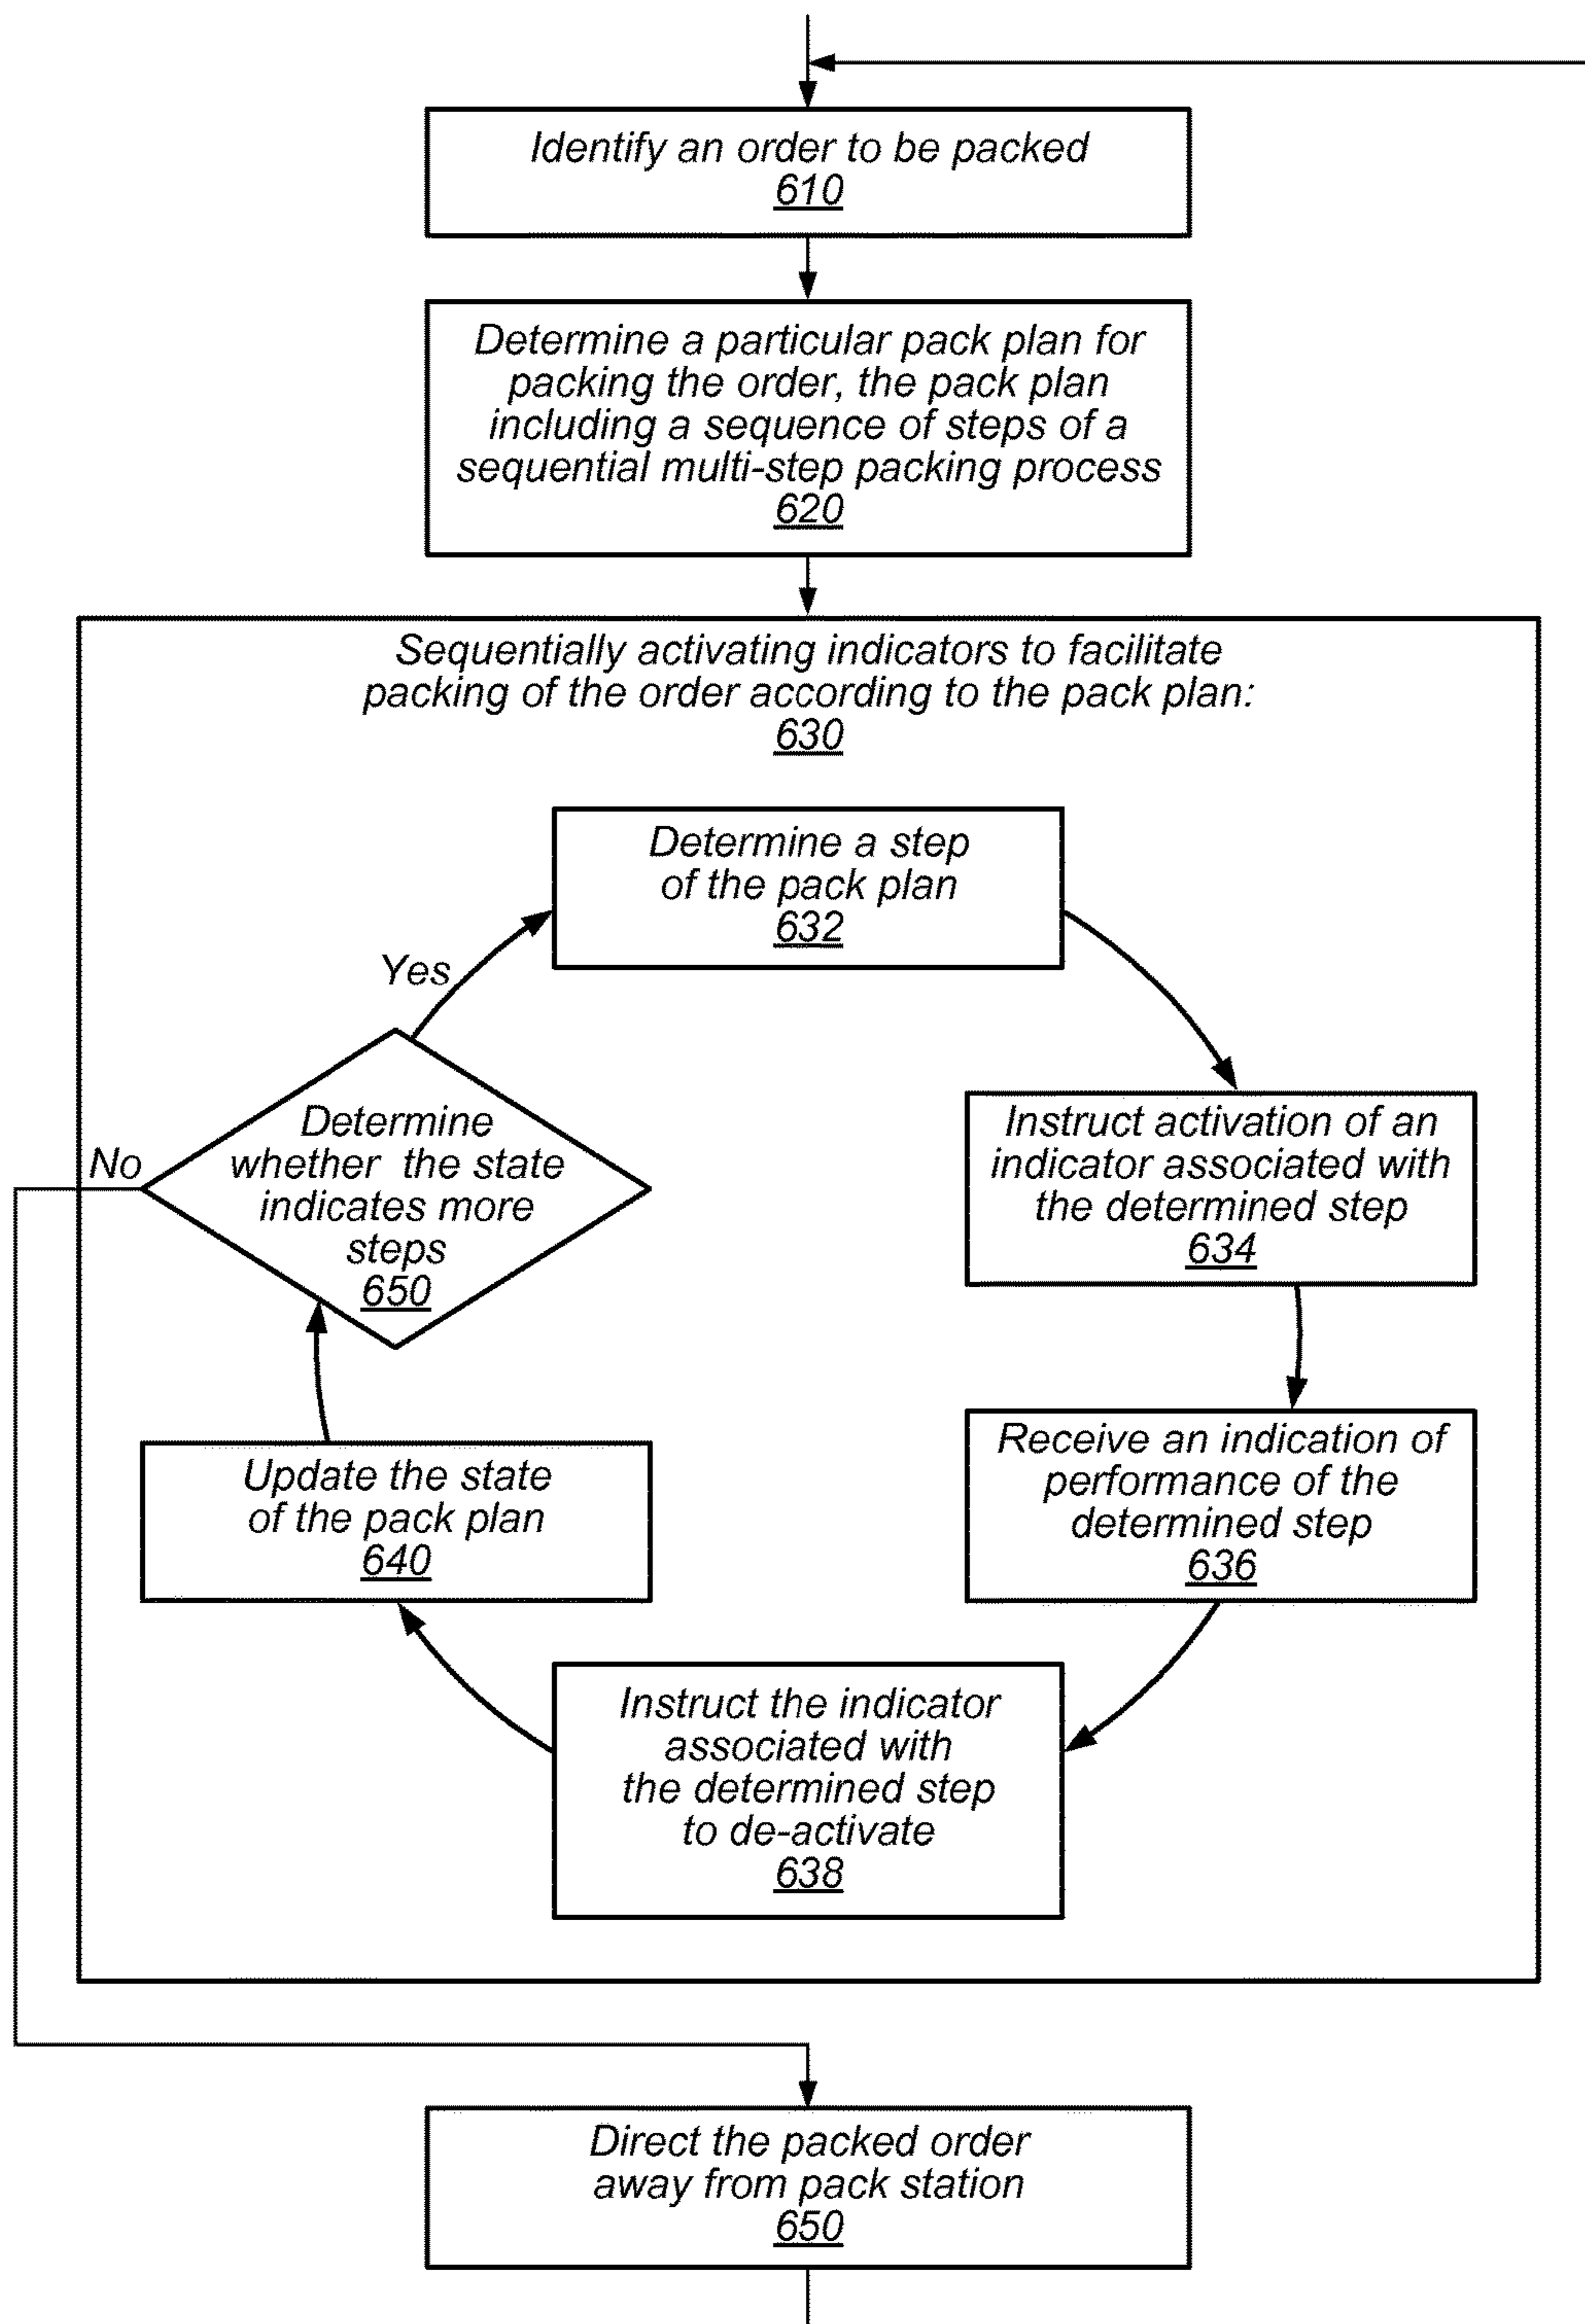 Identify an order to be packed
610
Determine a particular pack plan for
packing the order, the pack plan
including a sequence of steps of a
sequential multi-step packing process
620
Sequentially activating indicators to facilitate
packing of the order according to the pack plan:
630
Determine a step
of the pack plan
632
Yes
Instruct activation of an
indicator associated with
the determined step
634
No
Determine
whether the state
indicates more
steps
650
Receive an indication of
performance of the
determined step
636
Update the state
of the pack plan
640
Instruct the indicator
associated with
the determined step
to de-activate
638
Direct the packed order
away from pack station
650